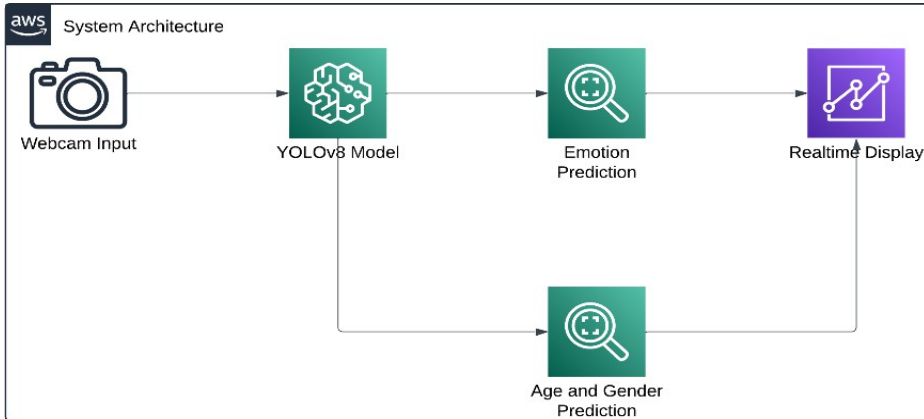 aws
System Architecture
Webcam Input
YOLOv8 Model
Emotion
Prediction
Realtime Display
Age and Gender
Prediction